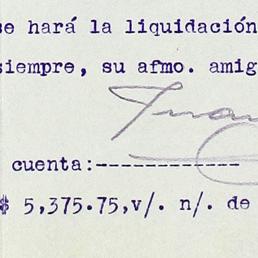 se hará la liquidación
siempre, su afmo. amig
cuenta:------------
$ 5,375.75,v/. n/. de